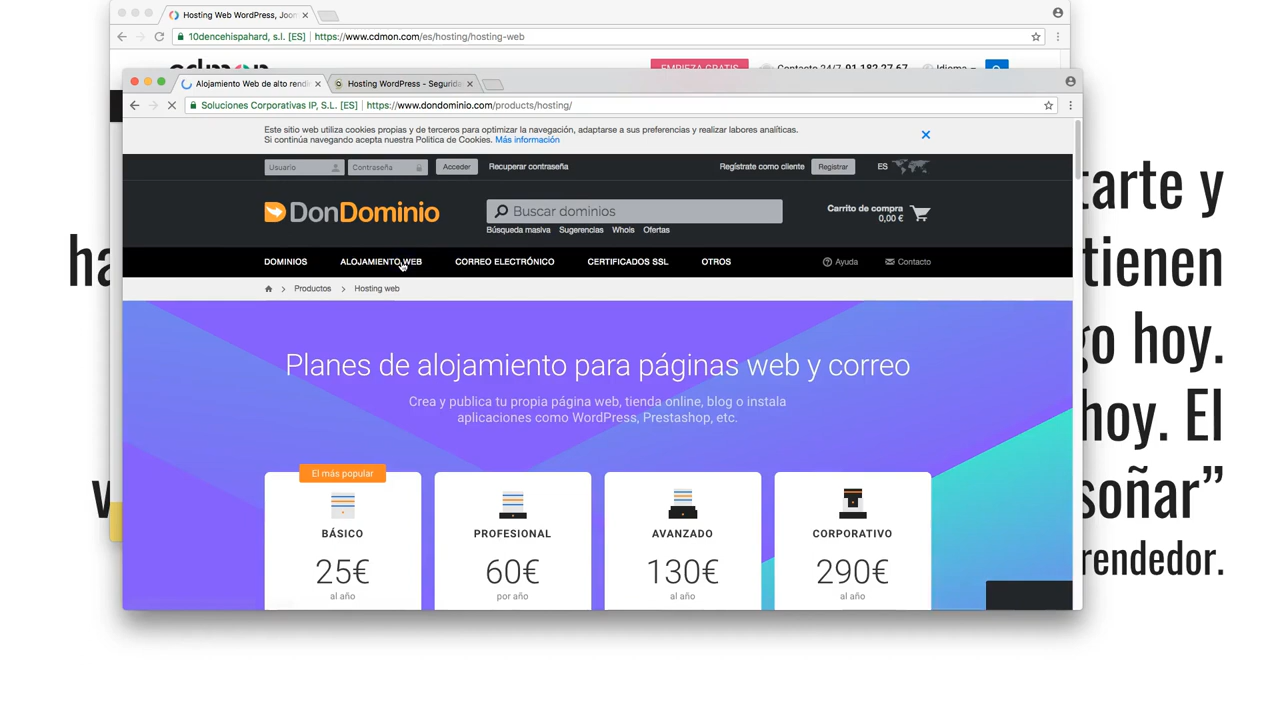 Hosting Web WordPress, Joom
10dencehispahard, s.l. [ES] https://www.cdmon.com/es/hosting/hosting-web
EMPIEZA GRATIS Contacto 24/7 91 182 27 67 Idioma
Alojamiento Web de alto rendi Hosting WordPress - Segurida
Soluciones Corporativas IP, S.L. [ES] https://www.dondominio.com/products/hosting/
Este sitio web utiliza cookies propias y de terceros para optimizar la navegación, adaptarse a sus preferencias y realizar labores analíticas.
Si continúa navegando acepta nuestra Política de Cookies. Más información
Usuario Contraseña Acceder Recuperar contraseña Regístrate como cliente Registrar ES
DonDominio Buscar dominios Carrito de compra
0,00 €
Búsqueda masiva Sugerencias Whois Ofertas
DOMINIOS ALOJAMIENTO WEB CORREO ELECTRÓNICO CERTIFICADOS SSL OTROS Ayuda Contacto
Productos Hosting web
Planes de alojamiento para páginas web y correo
Crea y publica tu propia página web, tienda online, blog o instala
aplicaciones como WordPress, Prestashop, etc.
El más popular
BÁSICO PROFESIONAL AVANZADO CORPORATIVO
25€ 60€ 130€ 290€
al año por año al año al año
tarte y
ha tienen
go hoy.
hoy. El
v soñar”
rendedor.